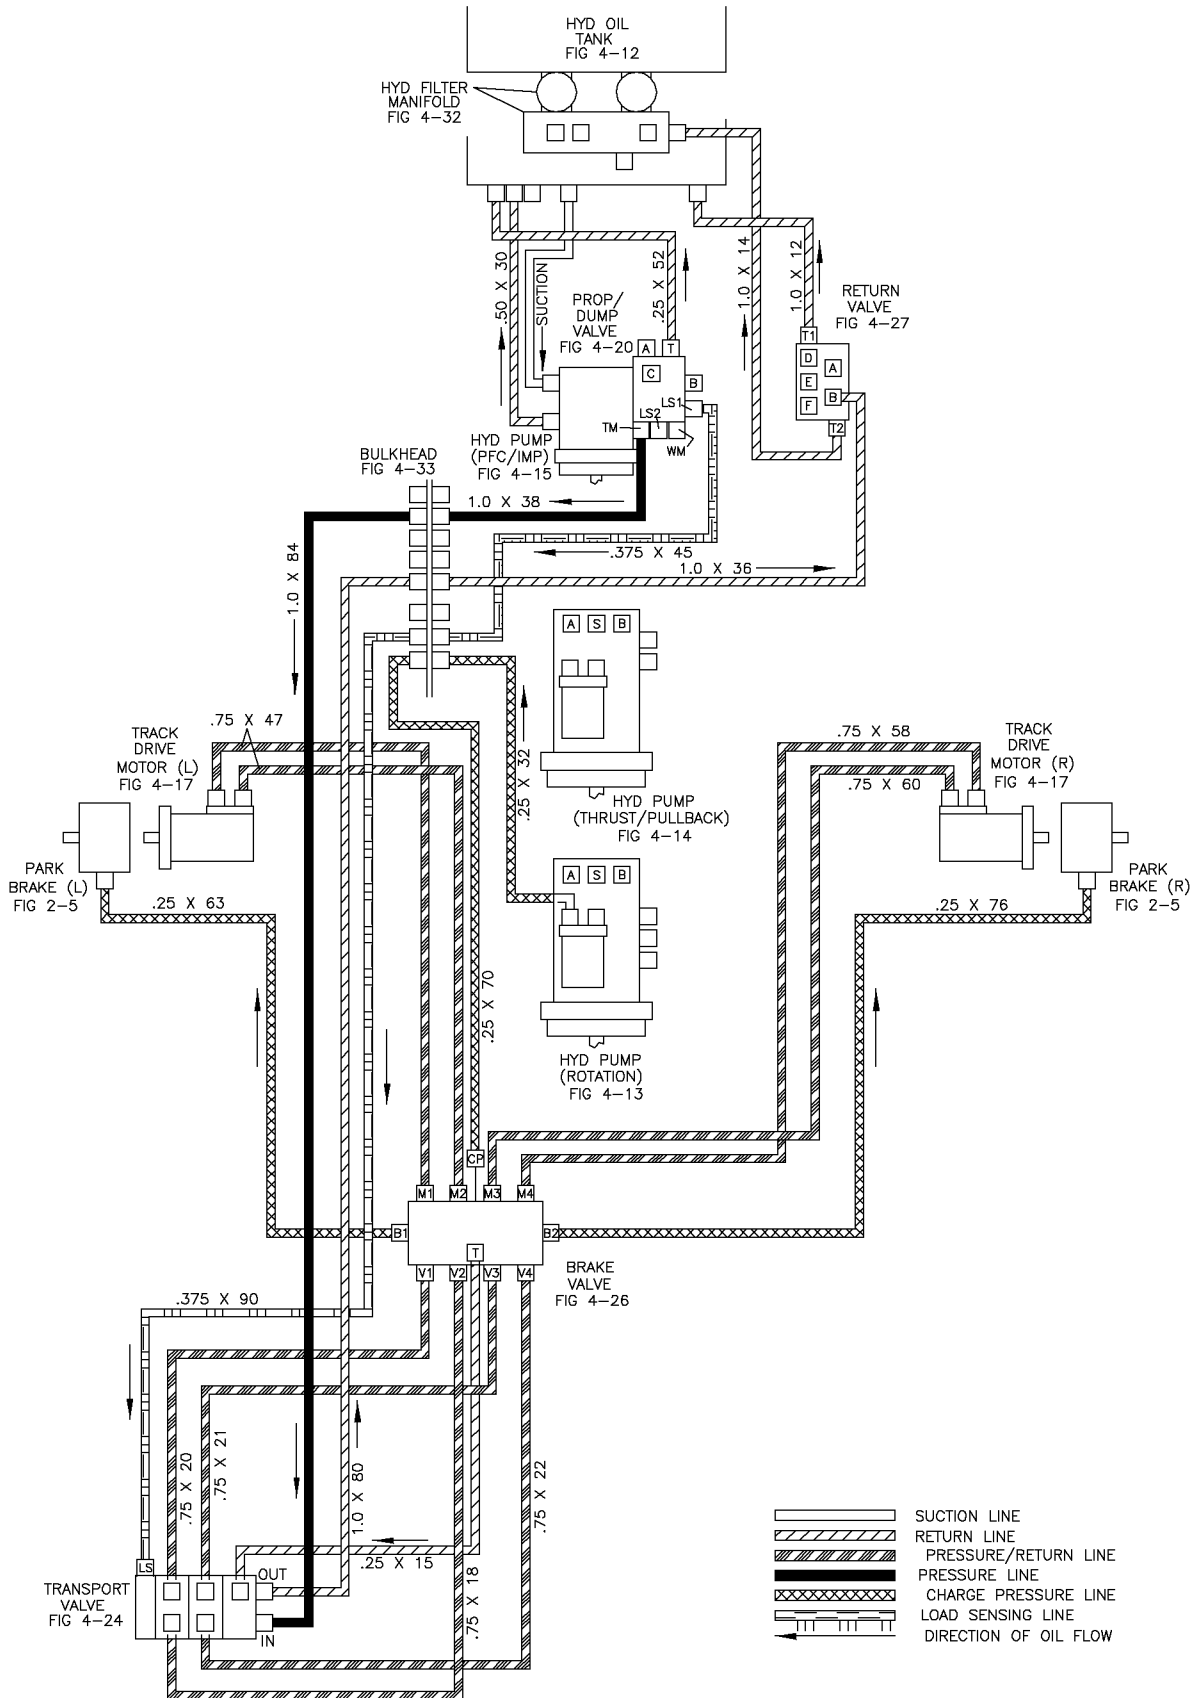 HYD OIL
TANK
FIG 4-12
HYD FILTER
MANIFOLD
FIG 4-32
.50 X 30
SUCTION
.25 X 52
1.0 X 14
1.0 X 12
RETURN
VALVE
FIG 4-27
PROP/
DUMP
VALVE
FIG 4-20
A
T
C
B
LS1
LS2
TM
WM
T1
D
A
E
B
F
T2
HYD PUMP
(PFC/IMP)
FIG 4-15
BULKHEAD
FIG 4-33
1.0 X 38
.375 X 45
1.0 X 36
1.0 X 84
A
S
B
HYD PUMP
(THRUST/PULLBACK)
FIG 4-14
.25 X 32
.75 X 47
TRACK
DRIVE
MOTOR (L)
FIG 4-17
PARK
BRAKE (L)
FIG 2-5
.25 X 63
.75 X 58
.75 X 60
TRACK
DRIVE
MOTOR (R)
FIG 4-17
PARK
BRAKE (R)
FIG 2-5
.25 X 76
A
S
B
HYD PUMP
(ROTATION)
FIG 4-13
.25 X 70
CP
M1
M2
M3
M4
B1
B2
T
V1
V2
V3
V4
BRAKE
VALVE
FIG 4-26
.375 X 90
.75 X 20
.75 X 21
1.0 X 80
.25 X 15
.75 X 18
.75 X 22
LS
OUT
IN
TRANSPORT
VALVE
FIG 4-24
SUCTION LINE
RETURN LINE
PRESSURE/RETURN LINE
PRESSURE LINE
CHARGE PRESSURE LINE
LOAD SENSING LINE
DIRECTION OF OIL FLOW